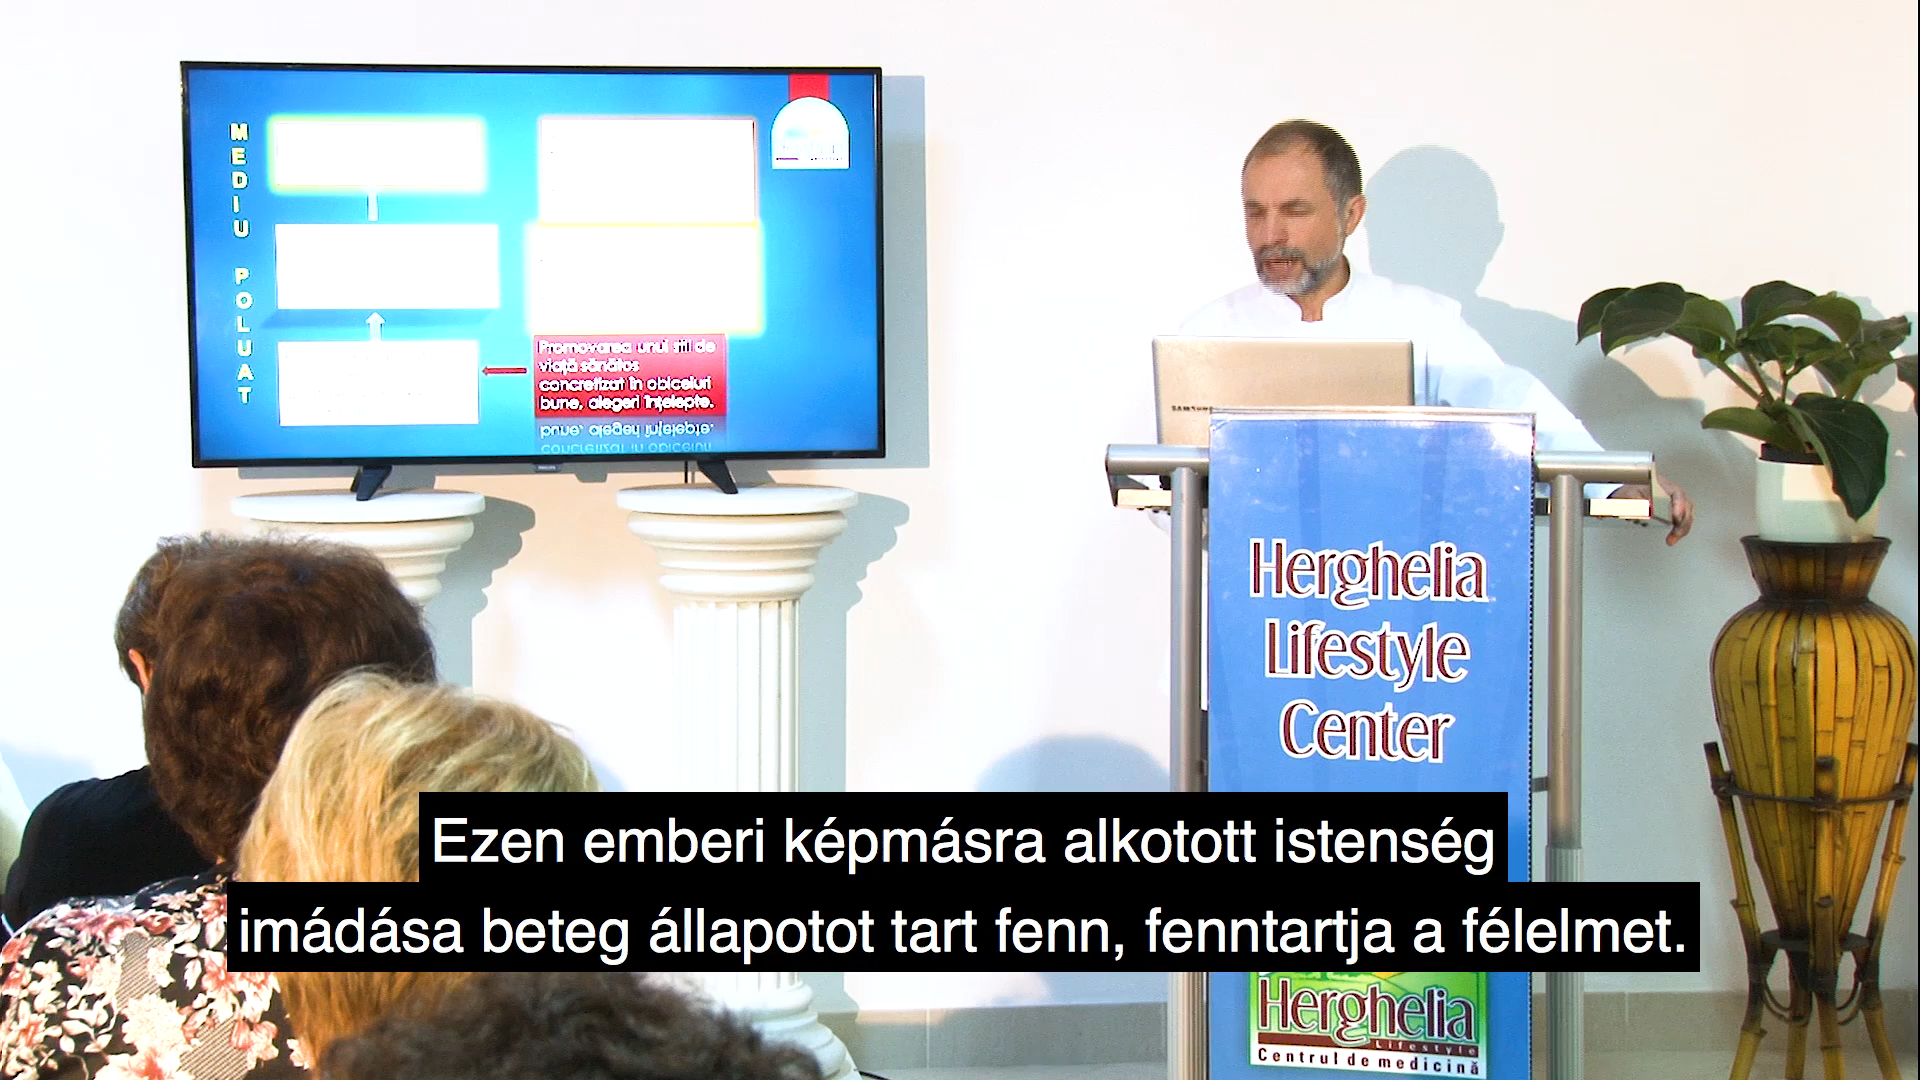 MEDIU POLUAT
Promovarea unui stil de
viață sănătos
concretizat în obiceiuri
bune, alegeri înțelepte.
SAMSUNG
Herghelia
Lifestyle
Center
Ezen emberi képmásra alkotott istenség
imádása beteg állapotot tart fenn, fenntartja a félelmet.
Herghelia
Lifestyle
Centrul de medicină